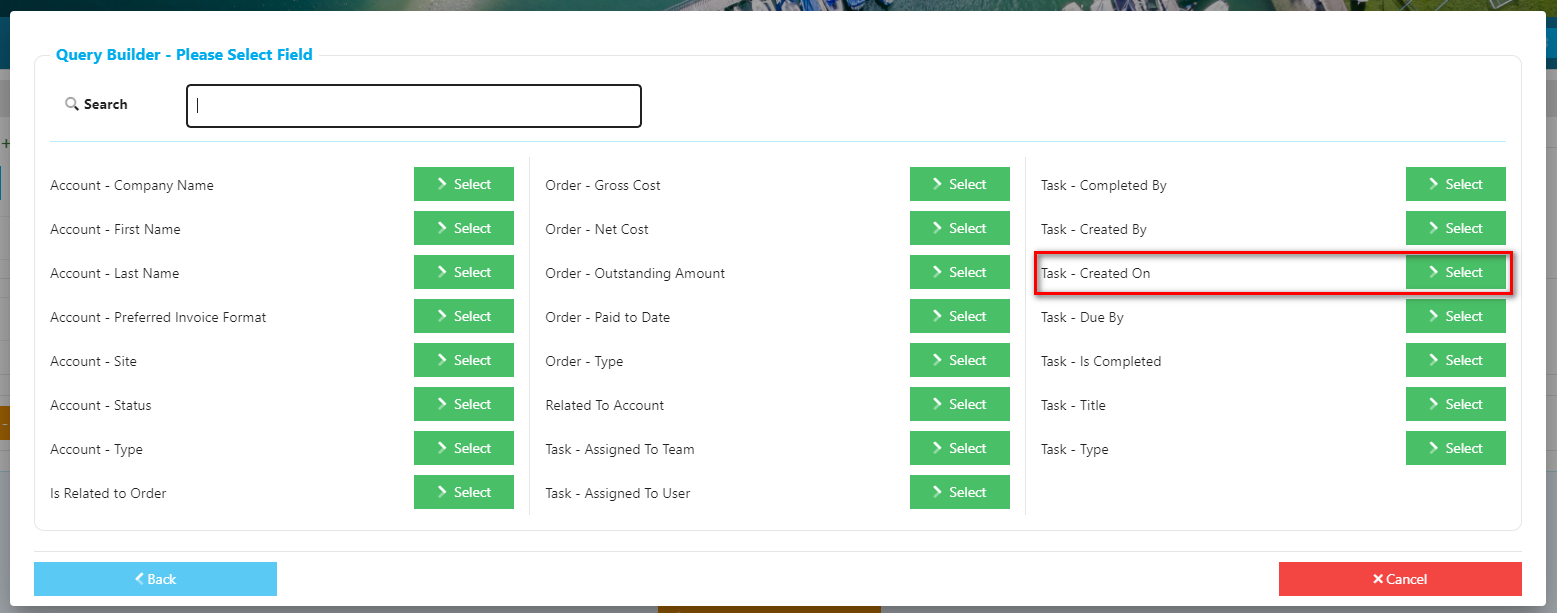 Query Builder - Please Select Field
Search
Account - Company Name
Select
Account - First Name
Select
Account - Last Name
Select
Account - Preferred Invoice Format
Select
Account - Site
Select
Account - Status
Select
Account - Type
Select
Is Related to Order
Select
Order - Gross Cost
Select
Order - Net Cost
Select
Order - Outstanding Amount
Select
Order - Paid to Date
Select
Order - Type
Select
Related To Account
Select
Task - Assigned To Team
Select
Task - Assigned To User
Select
Task - Completed By
Select
Task - Created By
Select
Task - Created On
Select
Task - Due By
Select
Task - Is Completed
Select
Task - Title
Select
Task - Type
Select
Back
Cancel